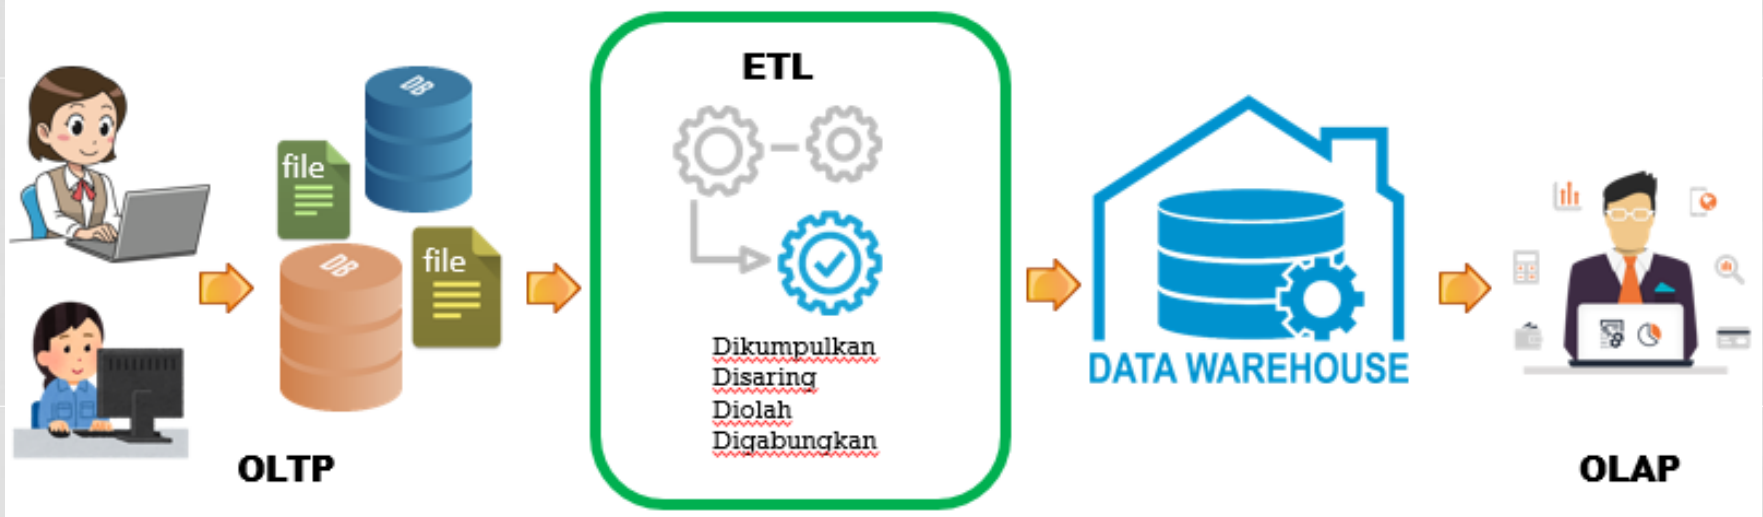 DB
file
DB
file
OLTP
ETL
Dikumpulkan
Disaring
Diolah
Digabungkan
DATA WAREHOUSE
OLAP